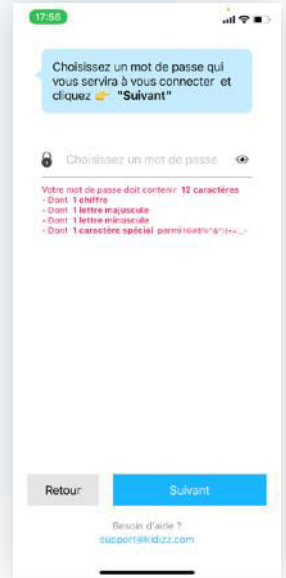 17:56
Choisissez un mot de passe qui
vous servira à vous connecter et
cliquez 👉 "Suivant"
Choisissez un mot de passe
Votre mot de passe doit contenir 12 caractères
- Dont 1 chiffre
- Dont 1 lettre majuscule
- Dont 1 lettre minuscule
- Dont 1 caractère spécial parmi
Retour
Suivant
Besoin d'aide ?
support@kidizz.com